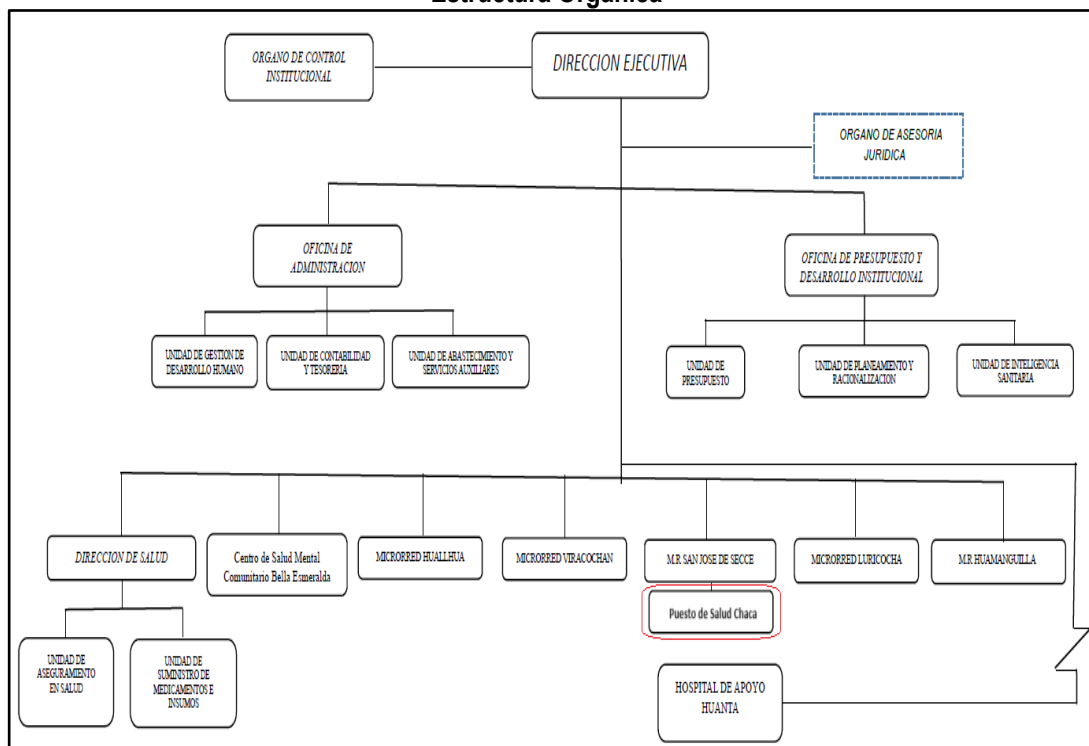 Estructura Orgánica
ORGANO DE CONTROL
INSTITUCIONAL
DIRECCION EJECUTIVA
ORGANO DE ASESORIA
JURIDICA
OFICINA DE
ADMINISTRACION
OFICINA DE PRESUPUESTO Y
DESARROLLO INSTITUCIONAL
UNIDAD DE GESTION DE
DESARROLLO HUMANO
UNIDAD DE CONTABILIDAD
Y TESORERIA
UNIDAD DE ABASTECIMIENTO Y
SERVICIOS AUXILIARES
UNIDAD DE
PRESUPUESTO
UNIDAD DE PLANEAMIENTO Y
RACIONALIZACION
UNIDAD DE INTELIGENCIA
SANITARIA
DIRECCION DE SALUD
Centro de Salud Mental
Comunitario Bella Esmeralda
MICRORRED HUALLHUA
MICRORRED VIRACOCHAN
M.R SAN JOSE DE SECCE
MICRORRED LURICOCHA
M.R HUAMANGUILLA
Puesto de Salud Chaca
UNIDAD DE
ASEGURAMIENTO
EN SALUD
UNIDAD DE
SUMINISTRO DE
MEDICAMENTOS E
INSUMOS
HOSPITAL DE APOYO
HUANTA